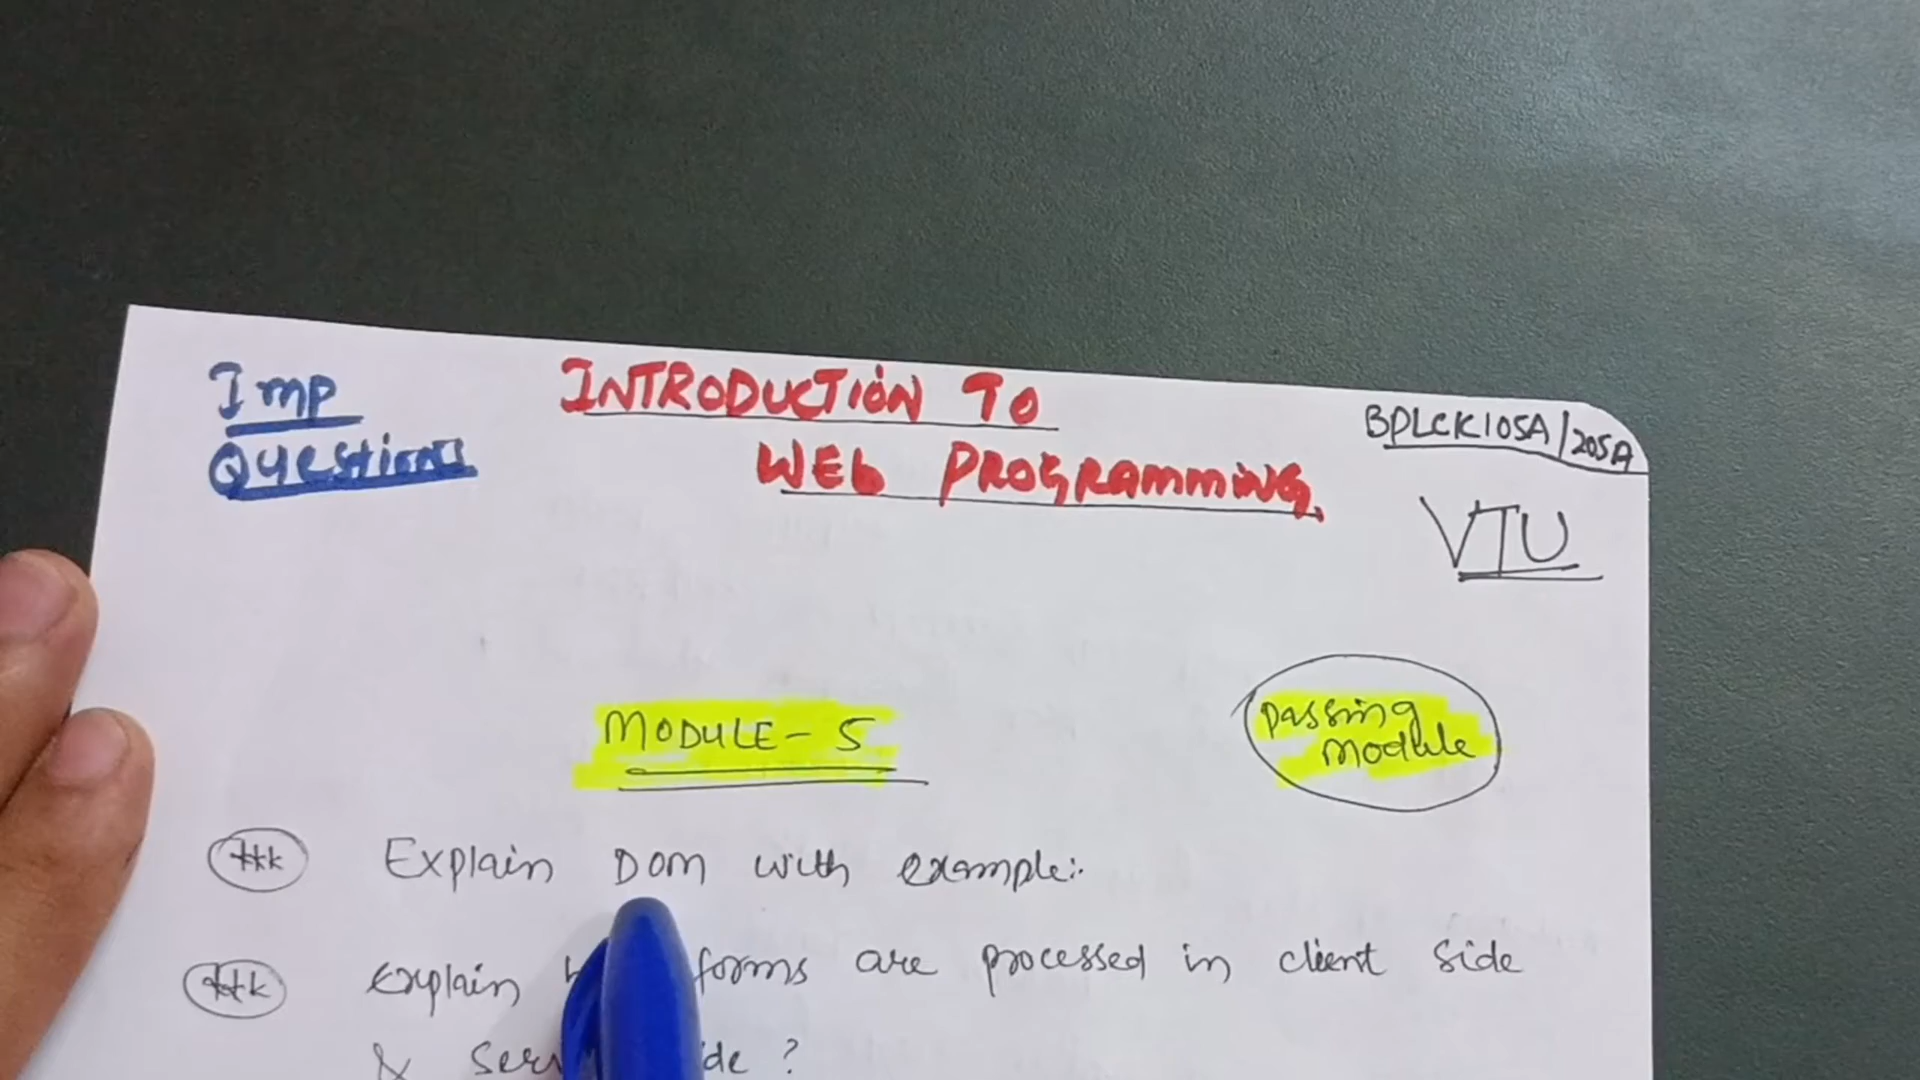 Imp
Questions
INTRODUCTION TO
WEb PROGRAMMING,
BPLCK105A/205A
VTU
MODULE - 5
passing
module
Explain DOM with example:-
explain forms are processed in client side
& ?